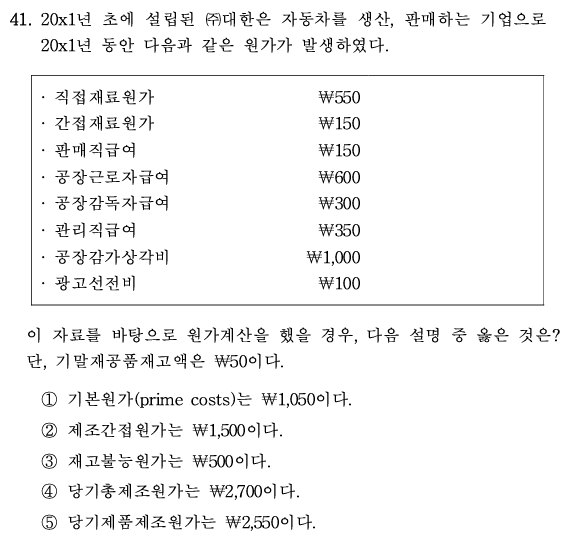 41. 20x1년 초에 설립된 ㈜대한은 자동차를 생산, 판매하는 기업으로
20x1년 동안 다음과 같은 원가가 발생하였다.
· 직접재료원가 ₩550
· 간접재료원가 ₩150
· 판매직급여 ₩150
· 공장근로자급여 ₩600
· 공장감독자급여 ₩300
· 관리직급여 ₩350
· 공장감가상각비 ₩1,000
· 광고선전비 ₩100
이 자료를 바탕으로 원가계산을 했을 경우, 다음 설명 중 옳은 것은?
단, 기말재공품재고액은 ₩50이다.
① 기본원가(prime costs)는 ₩1,050이다.
② 제조간접원가는 ₩1,500이다.
③ 재고불능원가는 ₩500이다.
④ 당기총제조원가는 ₩2,700이다.
⑤ 당기제품제조원가는 ₩2,550이다.